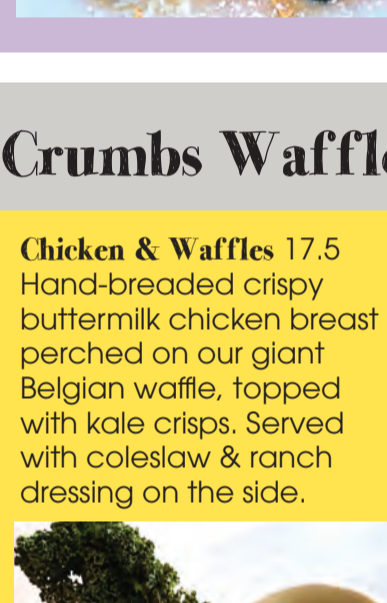 Crumbs
Chicken & Waffles 17.5
Hand-breaded crispy
buttermilk chicken breast
perched on our giant
Belgian waffle, topped
with kale crisps. Served
with coleslaw & ranch
dressing on the side.